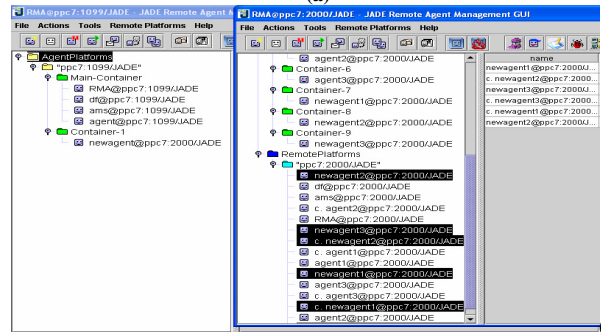 RMA@ppc7:1099/JADE - JADE Remote Agent M
File Actions Tools Remote Platforms Help
AgentPlatforms
"ppc7:1099/JADE"
Main-Container
RMA@ppc7:1099/JADE
df@ppc7:1099/JADE
ams@ppc7:1099/JADE
agent@ppc7:1099/JADE
Container-1
newagent@ppc7:2000/JADE
RMA@ppc7:2000/JADE - JADE Remote Agent Management GUI
File Actions Tools Remote Platforms Help
agent2@ppc7:2000/JADE
Container-6
agent3@ppc7:2000/JADE
Container-7
newagent1@ppc7:2000/JADE
Container-8
newagent2@ppc7:2000/JADE
Container-9
newagent3@ppc7:2000/JADE
RemotePlatforms
"ppc7:2000/JADE"
newagent2@ppc7:2000/JADE
df@ppc7:2000/JADE
ams@ppc7:2000/JADE
c. agent2@ppc7:2000/JADE
RMA@ppc7:2000/JADE
newagent3@ppc7:2000/JADE
c. newagent2@ppc7:2000/JADE
c. agent1@ppc7:2000/JADE
agent1@ppc7:2000/JADE
newagent1@ppc7:2000/JADE
agent3@ppc7:2000/JADE
c. agent3@ppc7:2000/JADE
c. newagent1@ppc7:2000/JADE
agent2@ppc7:2000/JADE
name
newagent1@ppc7:2000/J...
c. newagent2@ppc7:200...
newagent3@ppc7:2000/J...
c. newagent3@ppc7:200...
c. newagent1@ppc7:200...
newagent2@ppc7:2000/J...